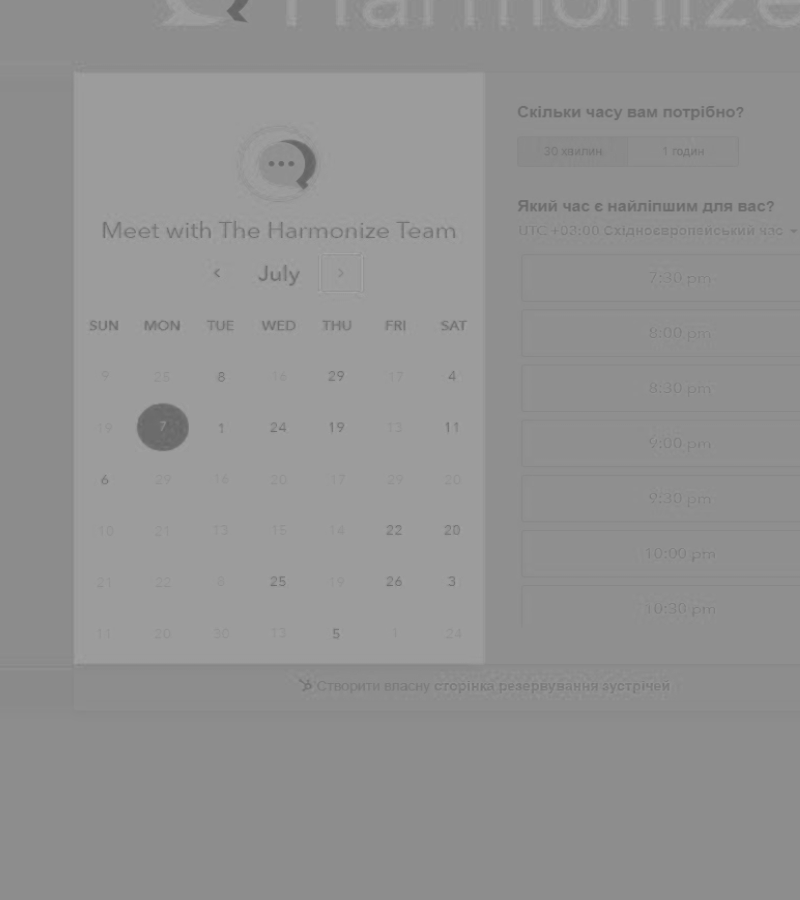 Harmonize
Meet with The Harmonize Team
July
SUN MON TUE WED THU FRI SAT
9 25 8 16 29 17 4
19 7 1 24 19 13 11
6 29 16 20 17 29 20
10 21 13 15 14 22 20
21 22 8 25 19 26 3
11 20 30 13 5 1 24
Скільки часу вам потрібно?
30 хвилин 1 годин
Який час є найліпшим для вас?
UTC +03:00 Східноєвропейський час
7:30 pm
8:00 pm
8:30 pm
9:00 pm
9:30 pm
10:00 pm
10:30 pm
Створити власну сторінка резервування зустрічей